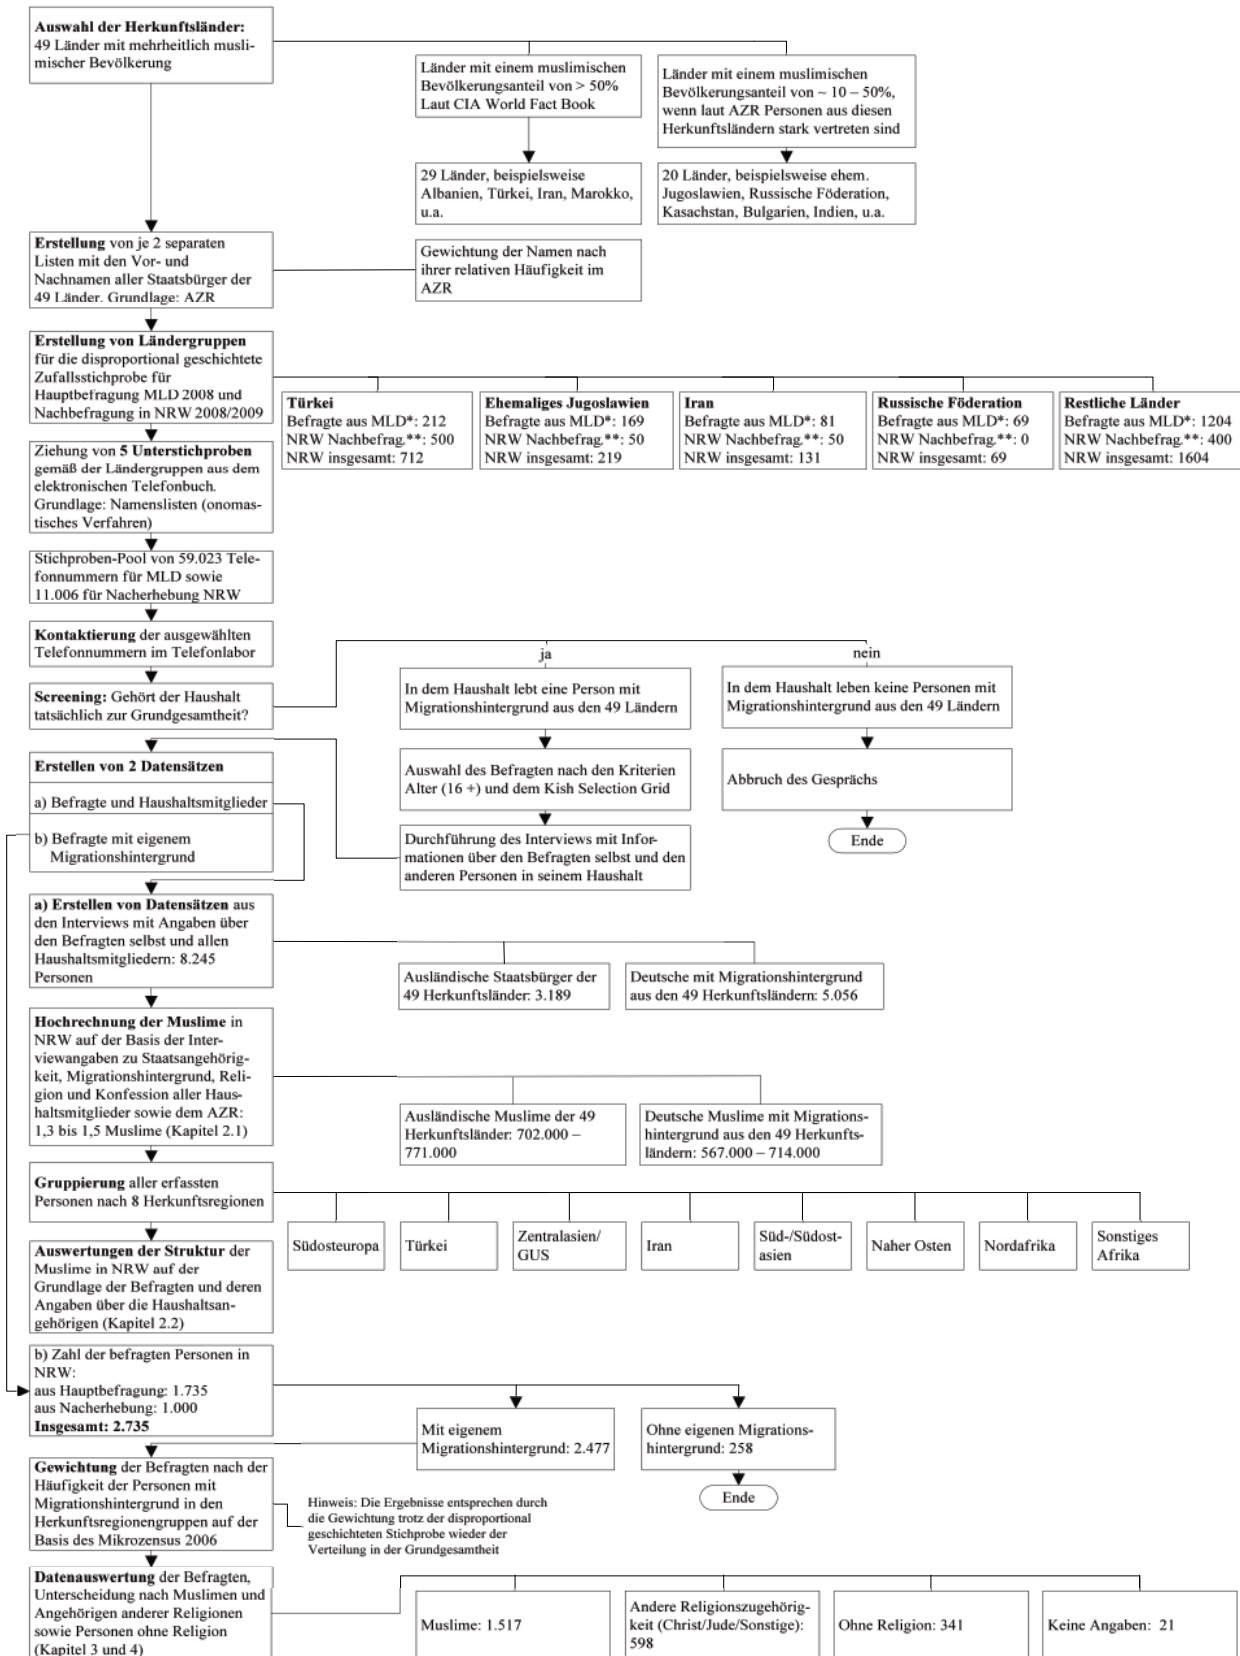 Auswahl der Herkunftsländer:
49 Länder mit mehrheitlich musli-
mischer Bevölkerung
Länder mit einem muslimischen
Bevölkerungsanteil von > 50%
Laut CIA World Fact Book
Länder mit einem muslimischen
Bevölkerungsanteil von ~ 10 – 50%,
wenn laut AZR Personen aus diesen
Herkunftsländern stark vertreten sind
29 Länder, beispielsweise
Albanien, Türkei, Iran, Marokko,
u.a.
20 Länder, beispielsweise ehem.
Jugoslawien, Russische Föderation,
Kasachstan, Bulgarien, Indien, u.a.
Erstellung von je 2 separaten
Listen mit den Vor- und
Nachnamen aller Staatsbürger der
49 Länder. Grundlage: AZR
Gewichtung der Namen nach
ihrer relativen Häufigkeit im
AZR
Erstellung von Ländergruppen
für die disproportional geschichtete
Zufallsstichprobe für
Hauptbefragung MLD 2008 und
Nachbefragung in NRW 2008/2009
Türkei
Befragte aus MLD*: 212
NRW Nachbefrag.**: 500
NRW insgesamt: 712
Ehemaliges Jugoslawien
Befragte aus MLD*: 169
NRW Nachbefrag.**: 50
NRW insgesamt: 219
Iran
Befragte aus MLD*: 81
NRW Nachbefrag.**: 50
NRW insgesamt: 131
Russische Föderation
Befragte aus MLD*: 69
NRW Nachbefrag.**: 0
NRW insgesamt: 69
Restliche Länder
Befragte aus MLD*: 1204
NRW Nachbefrag.**: 400
NRW insgesamt: 1604
Ziehung von 5 Unterstichproben
gemäß der Ländergruppen aus dem
elektronischen Telefonbuch.
Grundlage: Namenslisten (onomas-
tisches Verfahren)
Stichproben-Pool von 59.023 Tele-
fonnummern für MLD sowie
11.006 für Nacherhebung NRW
Kontaktierung der ausgewählten
Telefonnummern im Telefonlabor
Screening: Gehört der Haushalt
tatsächlich zur Grundgesamtheit?
ja
nein
In dem Haushalt lebt eine Person mit
Migrationshintergrund aus den 49 Ländern
In dem Haushalt leben keine Personen mit
Migrationshintergrund aus den 49 Ländern
Auswahl des Befragten nach den Kriterien
Alter (16 +) und dem Kish Selection Grid
Abbruch des Gesprächs
Ende
Durchführung des Interviews mit Infor-
mationen über den Befragten selbst und den
anderen Personen in seinem Haushalt
Erstellen von 2 Datensätzen
a) Befragte und Haushaltsmitglieder
b) Befragte mit eigenem
Migrationshintergrund
a) Erstellen von Datensätzen aus
den Interviews mit Angaben über
den Befragten selbst und allen
Haushaltsmitgliedern: 8.245
Personen
Ausländische Staatsbürger der
49 Herkunftsländer: 3.189
Deutsche mit Migrationshintergrund
aus den 49 Herkunftsländern: 5.056
Hochrechnung der Muslime in
NRW auf der Basis der Inter-
viewangaben zu Staatsangehörig-
keit, Migrationshintergrund, Reli-
gion und Konfession aller Haus-
haltsmitglieder sowie dem AZR:
1,3 bis 1,5 Muslime (Kapitel 2.1)
Ausländische Muslime der 49
Herkunftsländer: 702.000 –
771.000
Deutsche Muslime mit Migrations-
hintergrund aus den 49 Herkunfts-
ländern: 567.000 – 714.000
Gruppierung aller erfassten
Personen nach 8 Herkunftsregionen
Südosteuropa
Türkei
Zentralasien/
GUS
Iran
Süd-/Südost-
asien
Naher Osten
Nordafrika
Sonstiges
Afrika
Auswertungen der Struktur der
Muslime in NRW auf der
Grundlage der Befragten und deren
Angaben über die Haushaltsan-
gehörigen (Kapitel 2.2)
b) Zahl der befragten Personen in
NRW:
aus Hauptbefragung: 1.735
aus Nacherhebung: 1.000
Insgesamt: 2.735
Mit eigenem
Migrationshintergrund: 2.477
Ohne eigenen Migrations-
hintergrund: 258
Ende
Gewichtung der Befragten nach der
Häufigkeit der Personen mit
Migrationshintergrund in den
Herkunftsregionengruppen auf der
Basis des Mikrozensus 2006
Hinweis: Die Ergebnisse entsprechen durch
die Gewichtung trotz der disproportional
geschichteten Stichprobe wieder der
Verteilung in der Grundgesamtheit
Datenauswertung der Befragten,
Unterscheidung nach Muslimen und
Angehörigen anderer Religionen
sowie Personen ohne Religion
(Kapitel 3 und 4)
Muslime: 1.517
Andere Religionszugehörig-
keit (Christ/Jude/Sonstige):
598
Ohne Religion: 341
Keine Angaben: 21